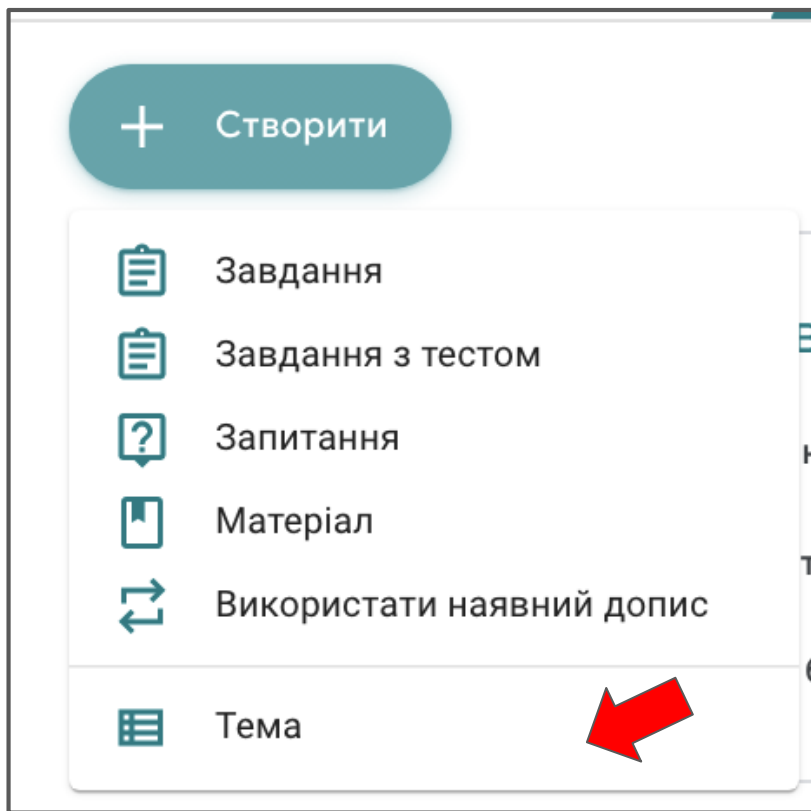 Створити
Завдання
Завдання з тестом
Запитання
Матеріал
Використати наявний допис
Тема